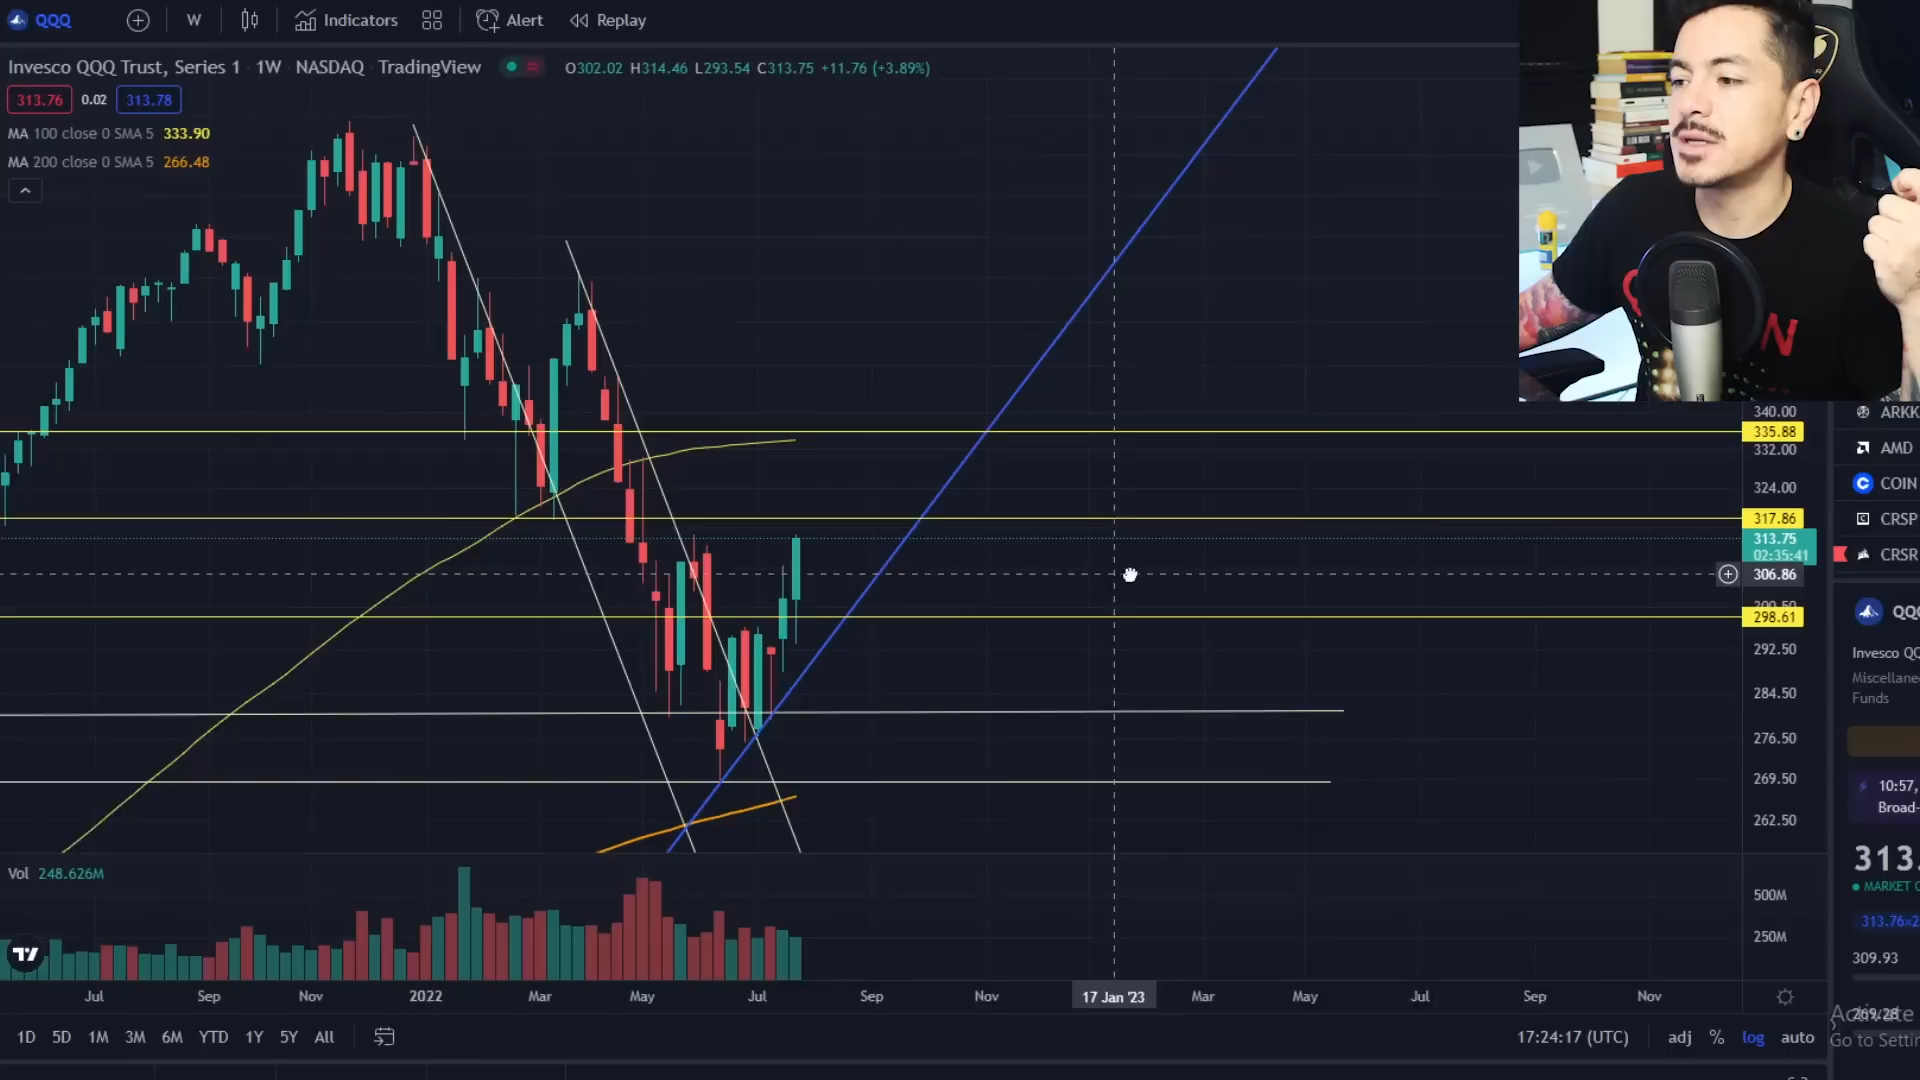 QQQ W Indicators Alert Replay
Invesco QQQ Trust, Series 1 · 1W · NASDAQ · TradingView O302.02 H314.46 L293.54 C313.75 +11.76 (+3.89%)
313.76 0.02 313.78
MA 100 close 0 SMA 5 333.90
MA 200 close 0 SMA 5 266.48
340.00
335.88
332.00
324.00
317.86
313.75
02:35:41
306.86
298.61
292.50
284.50
276.50
269.50
262.50
ARKK
AMD
COIN
CRSP
CRSR
QQQ
Invesco QQ
Miscellane
Funds
10:57,
Broad-
313.
MARKET O
313.76×2
309.93
269.28
Vol 248.626M
500M
250M
Jul Sep Nov 2022 Mar May Jul Sep Nov 17 Jan '23 Mar May Jul Sep Nov
1D 5D 1M 3M 6M YTD 1Y 5Y All 17:24:17 (UTC) adj % log auto
Activate
Go to Settin